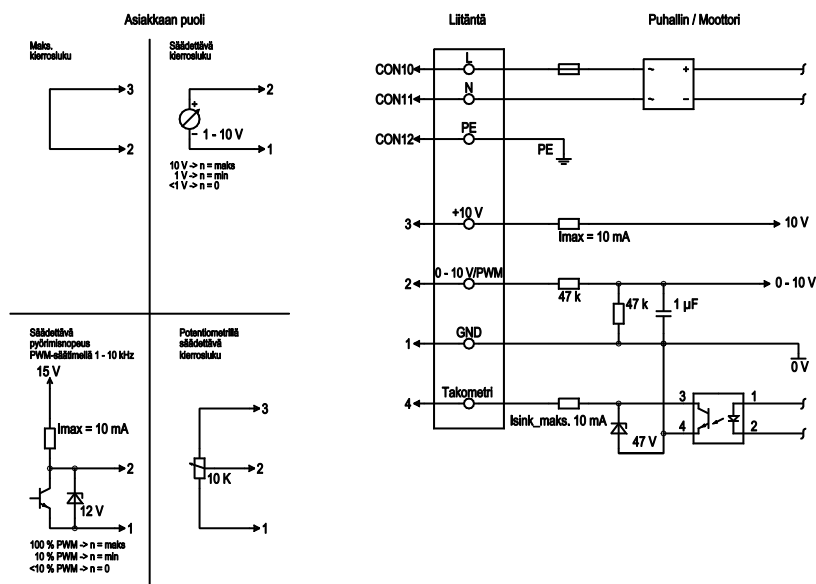 Asiakkaan puoli
Liitäntä
Puhallin / Moottori
Maks.
kierrosluku
3
2
Säädettävä
kierrosluku
2
+
− 1 - 10 V
1
10 V -> n = maks
1 V -> n = min
<1 V -> n = 0
Säädettävä
pyörimisnopeus
PWM-säätimellä 1 - 10 kHz
15 V
Imax = 10 mA
2
12 V
1
100 % PWM -> n = maks
10 % PWM -> n = min
<10 % PWM -> n = 0
Potentiometrillä
säädettävä
kierrosluku
3
2
10 K
1
CON10 L
~ +
CON11 N
~ −
CON12 PE
PE
3 +10 V 10 V
Imax = 10 mA
2 0 - 10 V/PWM 0 - 10 V
47 k
47 k
1 µF
1 GND
0 V
4 Takometri
Isink_maks. 10 mA
47 V
3 1
4 2